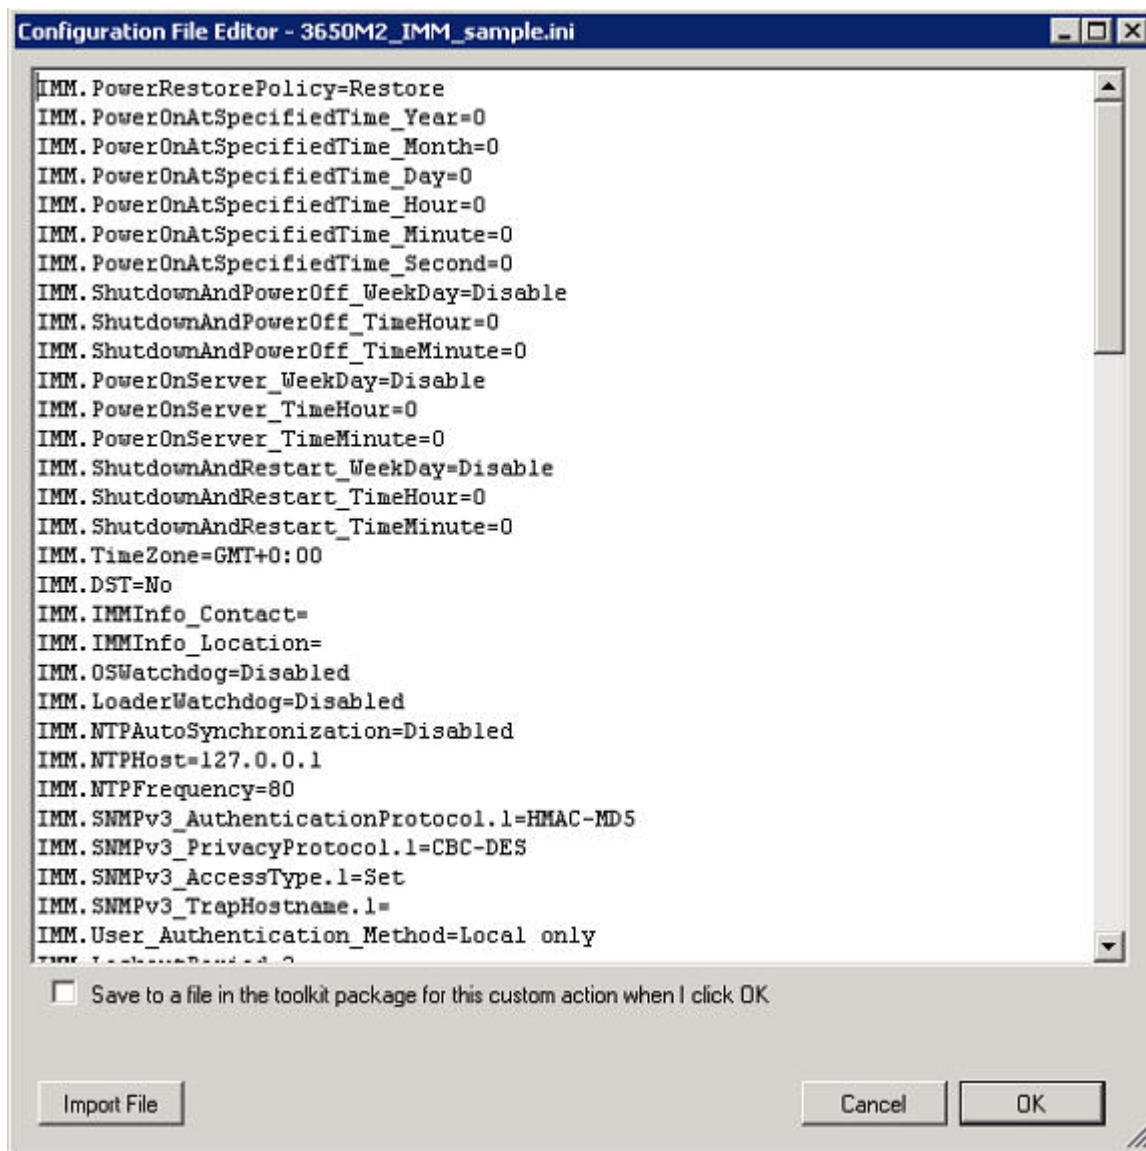 Configuration File Editor - 3650M2_IMM_sample.ini
IMM.PowerRestorePolicy=Restore
IMM.PowerOnAtSpecifiedTime_Year=0
IMM.PowerOnAtSpecifiedTime_Month=0
IMM.PowerOnAtSpecifiedTime_Day=0
IMM.PowerOnAtSpecifiedTime_Hour=0
IMM.PowerOnAtSpecifiedTime_Minute=0
IMM.PowerOnAtSpecifiedTime_Second=0
IMM.ShutdownAndPowerOff_WeekDay=Disable
IMM.ShutdownAndPowerOff_TimeHour=0
IMM.ShutdownAndPowerOff_TimeMinute=0
IMM.PowerOnServer_WeekDay=Disable
IMM.PowerOnServer_TimeHour=0
IMM.PowerOnServer_TimeMinute=0
IMM.ShutdownAndRestart_WeekDay=Disable
IMM.ShutdownAndRestart_TimeHour=0
IMM.ShutdownAndRestart_TimeMinute=0
IMM.TimeZone=GMT+0:00
IMM.DST=No
IMM.IMMInfo_Contact=
IMM.IMMInfo_Location=
IMM.OSWatchdog=Disabled
IMM.LoaderWatchdog=Disabled
IMM.NTPAutoSynchronization=Disabled
IMM.NTPHost=127.0.0.1
IMM.NTPFrequency=80
IMM.SNMPv3_AuthenticationProtocol.1=HMAC-MD5
IMM.SNMPv3_PrivacyProtocol.1=CBC-DES
IMM.SNMPv3_AccessType.1=Set
IMM.SNMPv3_TrapHostname.1=
IMM.User_Authentication_Method=Local only
Save to a file in the toolkit package for this custom action when I click OK
Import File
Cancel
OK